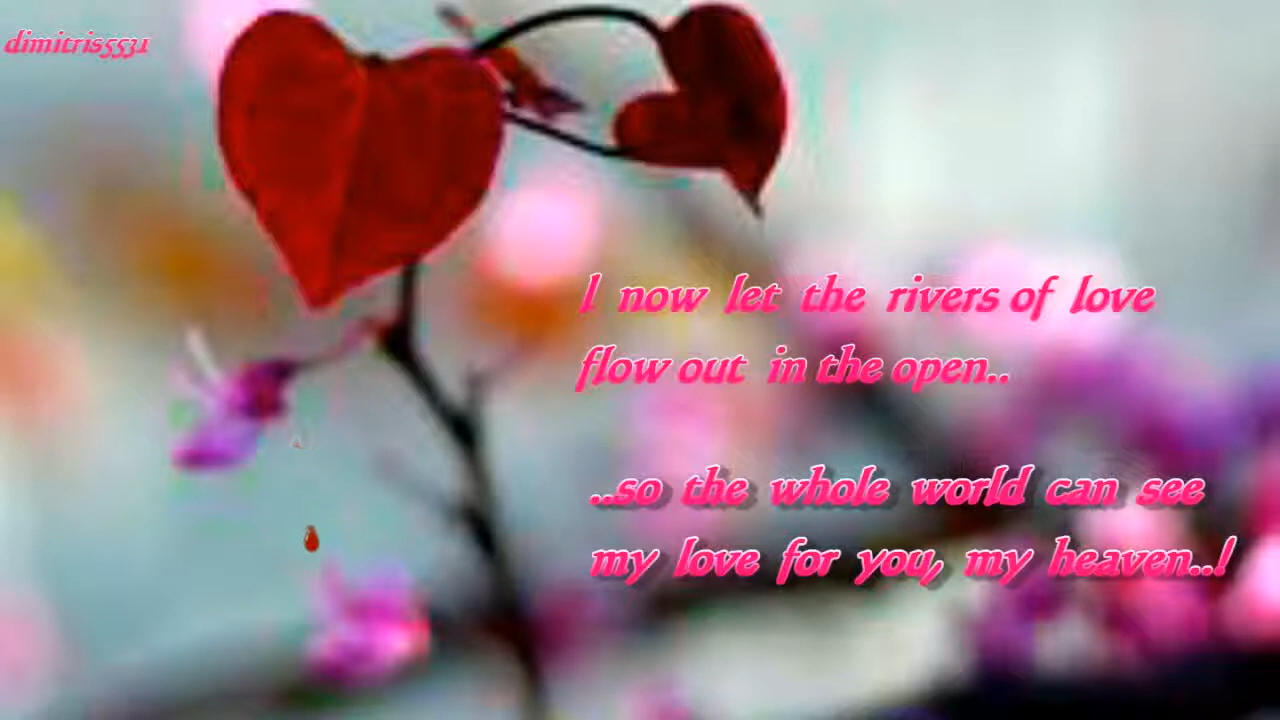 dimitris5531
I now let the rivers of love
flow out in the open..
..so the whole world can see
my love for you, my heaven..!